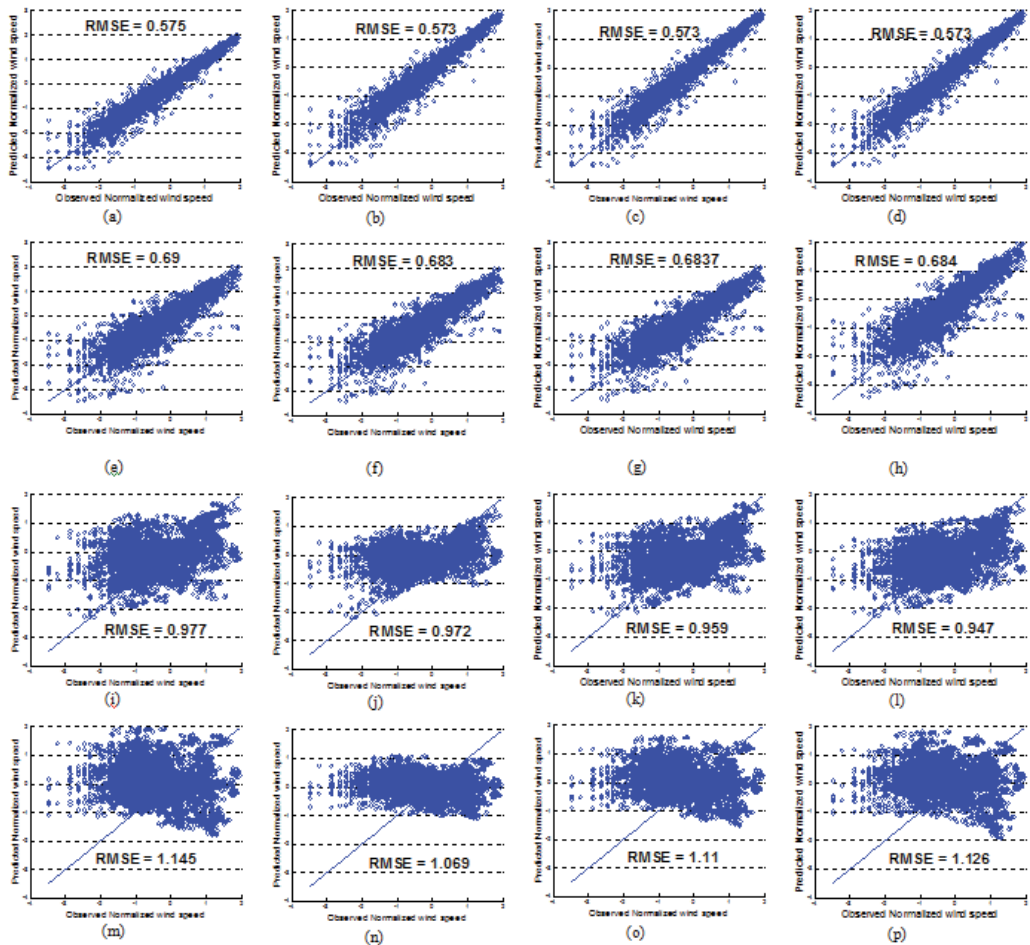 RMSE = 0.575
Predicted Normalized wind speed
Observed Normalized wind speed
(a)
RMSE = 0.573
Predicted Normalized wind speed
Observed Normalized wind speed
(b)
RMSE = 0.573
Predicted Normalized wind speed
Observed Normalized wind speed
(c)
RMSE = 0.573
Predicted Normalized wind speed
Observed Normalized wind speed
(d)
RMSE = 0.69
Predicted Normalized wind speed
Observed Normalized wind speed
(e)
RMSE = 0.683
Predicted Normalized wind speed
Observed Normalized wind speed
(f)
RMSE = 0.6837
Predicted Normalized wind speed
Observed Normalized wind speed
(g)
RMSE = 0.684
Predicted Normalized wind speed
Observed Normalized wind speed
(h)
RMSE = 0.977
Predicted Normalized wind speed
Observed Normalized wind speed
(i)
RMSE = 0.972
Predicted Normalized wind speed
Observed Normalized wind speed
(j)
RMSE = 0.959
Predicted Normalized wind speed
Observed Normalized wind speed
(k)
RMSE = 0.947
Predicted Normalized wind speed
Observed Normalized wind speed
(l)
RMSE = 1.145
Predicted Normalized wind speed
Observed Normalized wind speed
(m)
RMSE = 1.069
Predicted Normalized wind speed
Observed Normalized wind speed
(n)
RMSE = 1.11
Predicted Normalized wind speed
Observed Normalized wind speed
(o)
RMSE = 1.126
Predicted Normalized wind speed
Observed Normalized wind speed
(p)